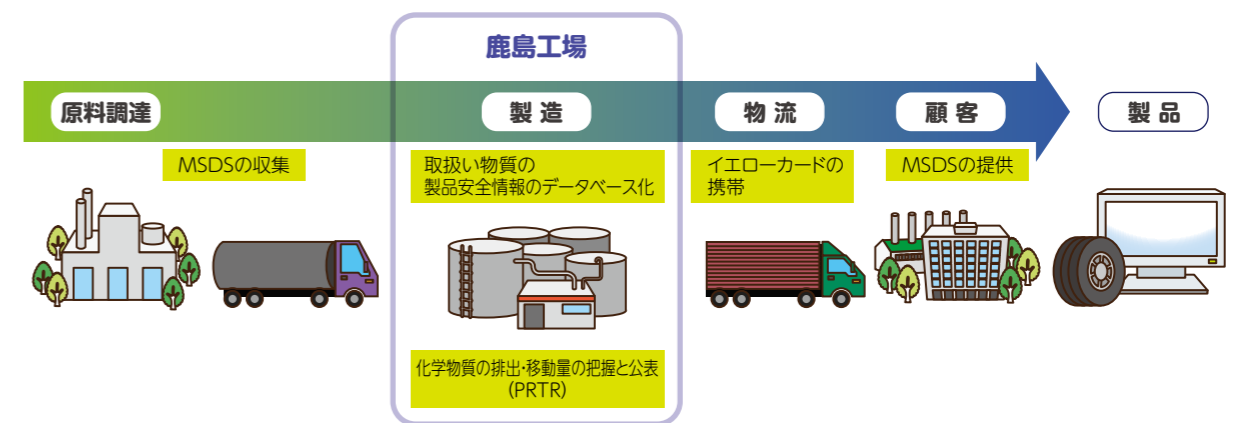 鹿島工場
原料調達
製造
物流
顧客
製品
MSDSの収集
取扱い物質の
製品安全情報のデータベース化
イエローカードの
携帯
MSDSの提供
化学物質の排出・移動量の把握と公表
(PRTR)